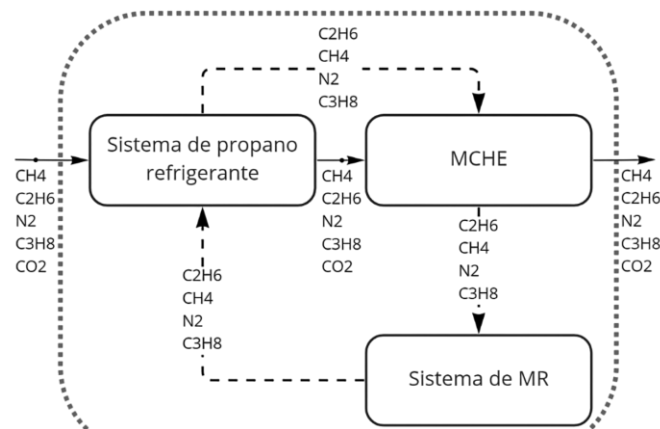 C2H6
CH4
N2
C3H8
Sistema de propano
refrigerante
MCHE
CH4
C2H6
N2
C3H8
CO2
CH4
C2H6
N2
C3H8
CO2
CH4
C2H6
N2
C3H8
CO2
C2H6
CH4
N2
C3H8
C2H6
CH4
N2
C3H8
Sistema de MR